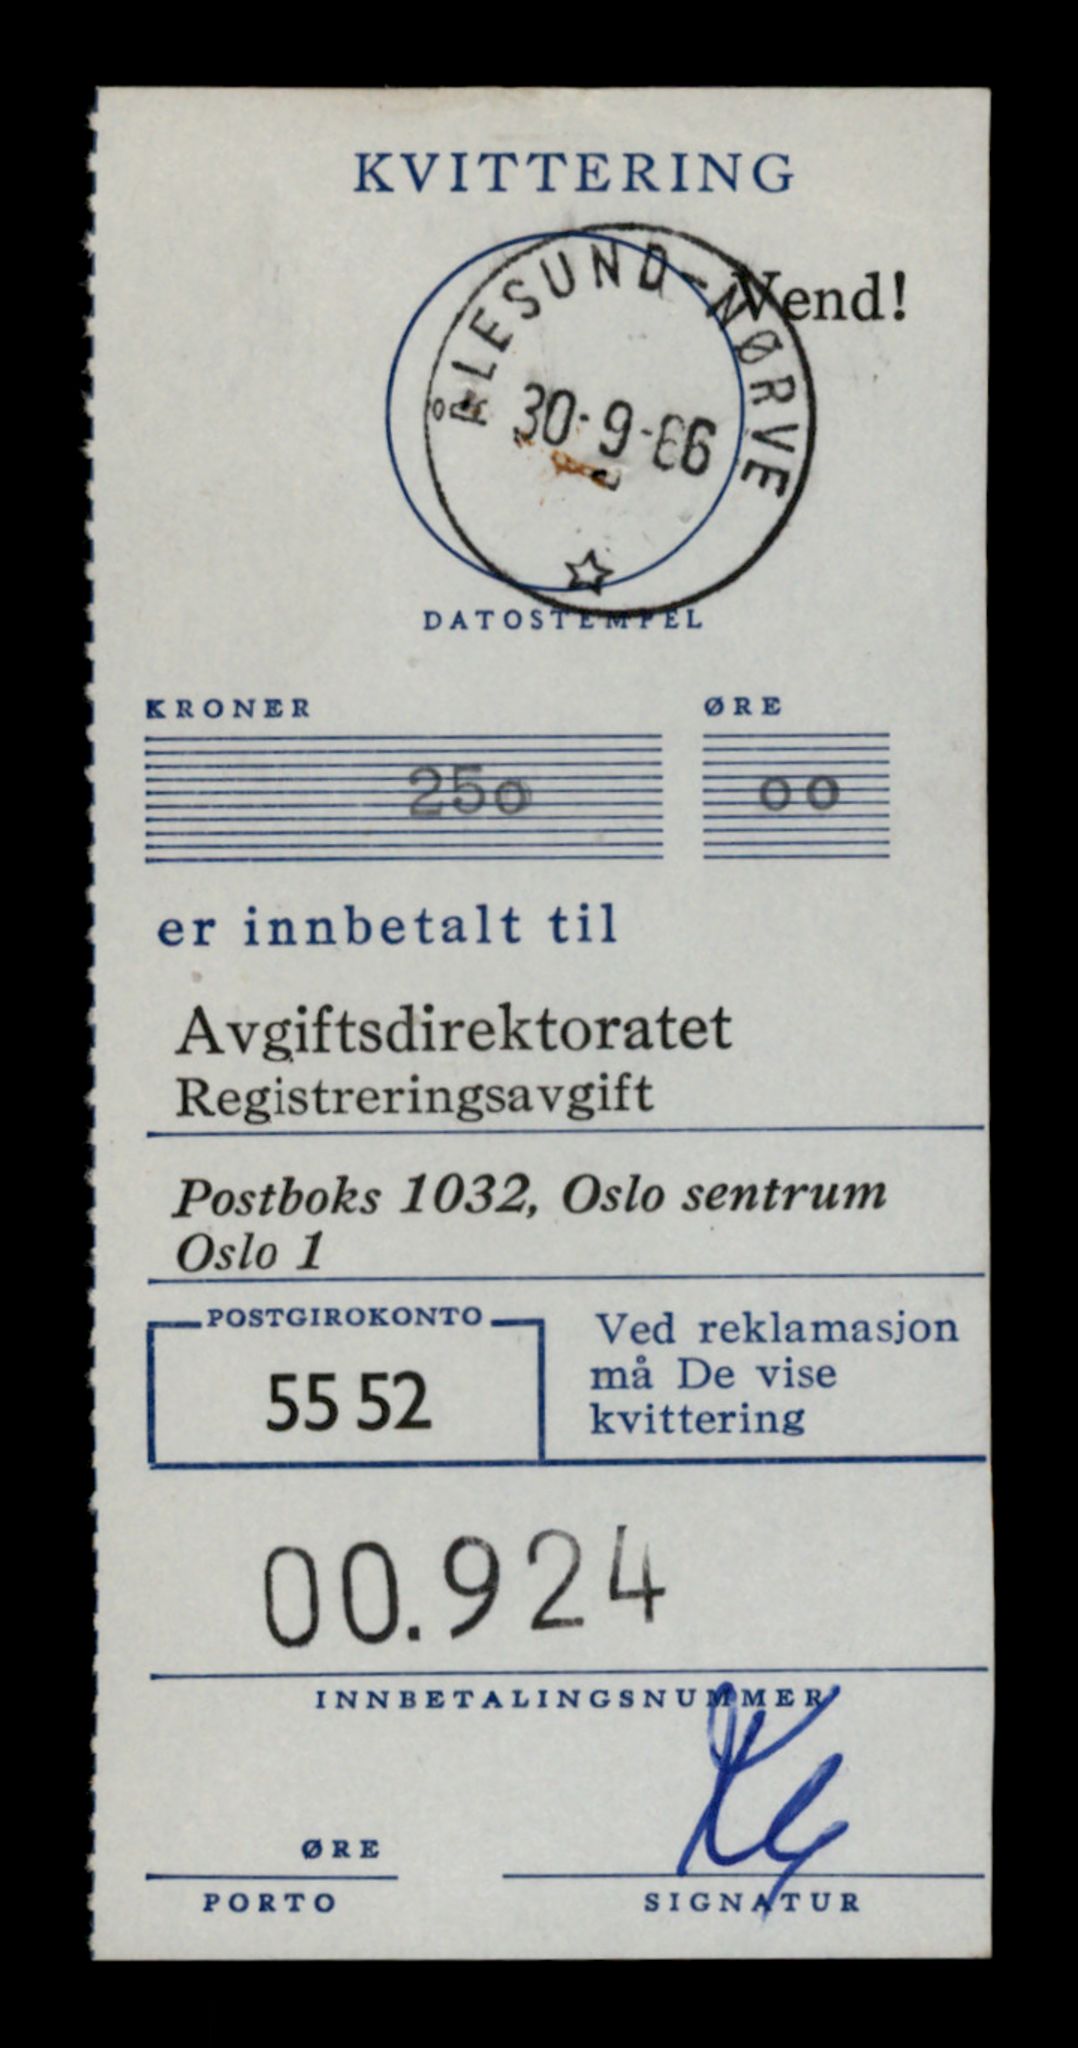 KVITTERING
Vend!
ÅLESUND-NØRVE
30-9-66
DATOSTEMPEL
KRONER ØRE
250 00
er innbetalt til
Avgiftsdirektoratet
Registreringsavgift
Postboks 1032, Oslo sentrum
Oslo 1
POSTGIROKONTO
55 52
Ved reklamasjon
må De vise
kvittering
00.924
INNBETALINGSNUMMER
ØRE
PORTO
SIGNATUR